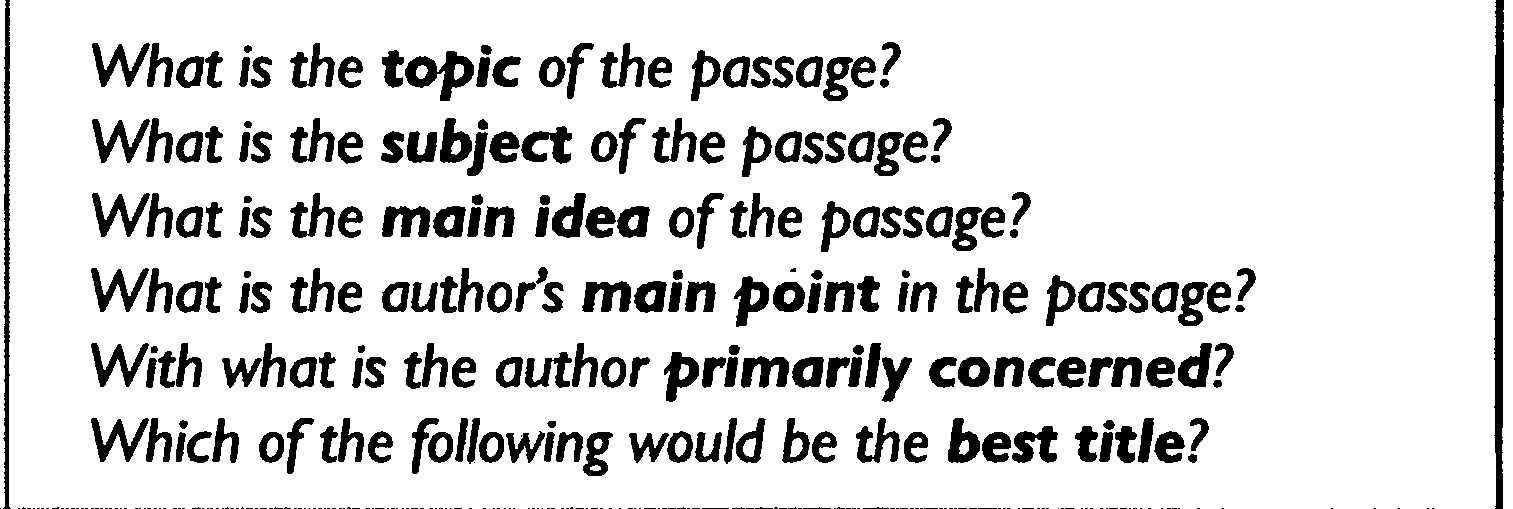 What is the topic of the passage?
What is the subject of the passage?
What is the main idea of the passage?
What is the author's main point in the passage?
With what is the author primarily concerned?
Which of the following would be the best title?